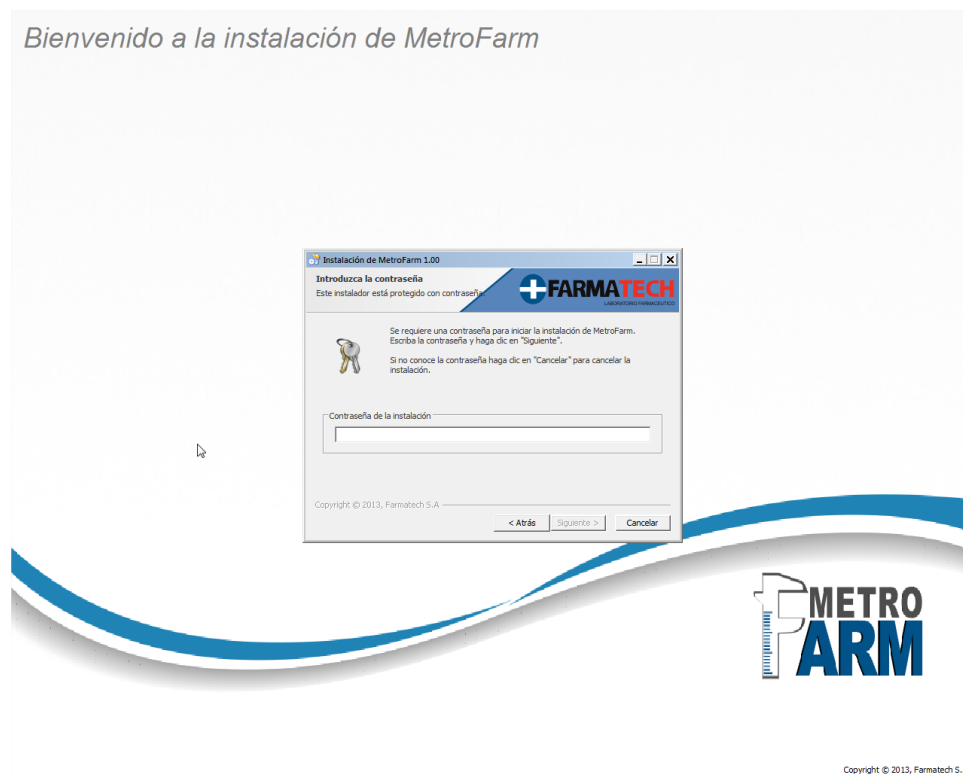 Bienvenido a la instalación de MetroFarm
Instalación de MetroFarm 1.00
Introduzca la contraseña
Este instalador está protegido con contraseña.
FARMATECH
LABORATORIO FARMACEUTICO
Se requiere una contraseña para iniciar la instalación de MetroFarm.
Escriba la contraseña y haga clic en "Siguiente".
Si no conoce la contraseña haga clic en "Cancelar" para cancelar la
instalación.
Contraseña de la instalación
Copyright © 2013, Farmatech S.A
< Atrás
Siguiente >
Cancelar
METRO
FARM
Copyright © 2013, Farmatech S.